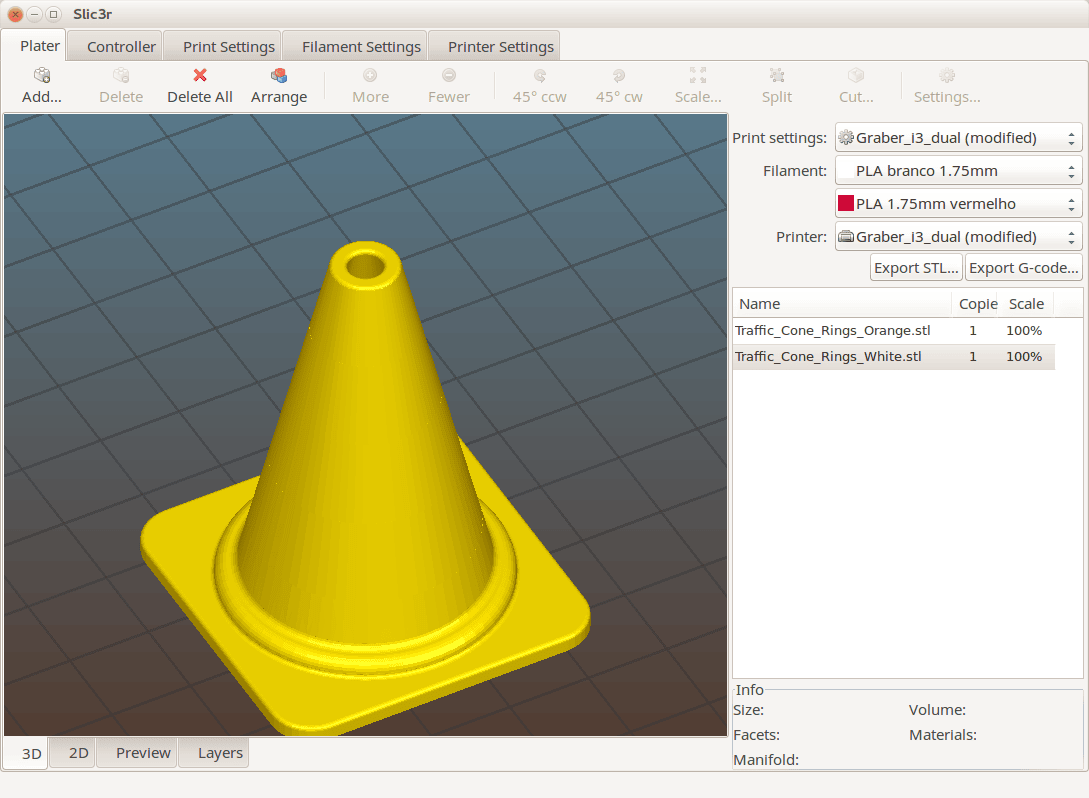 Slic3r
Plater Controller Print Settings Filament Settings Printer Settings
Add... Delete Delete All Arrange More Fewer 45° ccw 45° cw Scale... Split Cut... Settings...
Print settings: Graber_i3_dual (modified)
Filament: PLA branco 1.75mm
PLA 1.75mm vermelho
Printer: Graber_i3_dual (modified)
Export STL... Export G-code...
Name Copie Scale
Traffic_Cone_Rings_Orange.stl 1 100%
Traffic_Cone_Rings_White.stl 1 100%
Info
Size: Volume:
Facets: Materials:
Manifold:
3D 2D Preview Layers